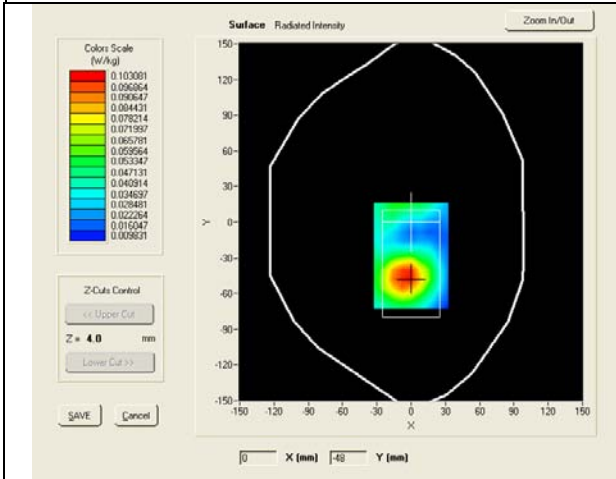 Surface Radiated Intensity
Zoom In/Out
Colors Scale
(W/kg)
0.103081
0.096864
0.090647
0.084431
0.078214
0.071997
0.065781
0.059564
0.053347
0.047131
0.040914
0.034697
0.028481
0.022264
0.016047
0.009831
Z-Cuts Control
<< Upper Cut
Z = 4.0 mm
Lower Cut >>
SAVE Cancel
150
120
90
60
30
0
-30
-60
-90
-120
-150
Y
-150 -120 -90 -60 -30 0 30 60 90 120 150
X
0 X (mm) -48 Y (mm)